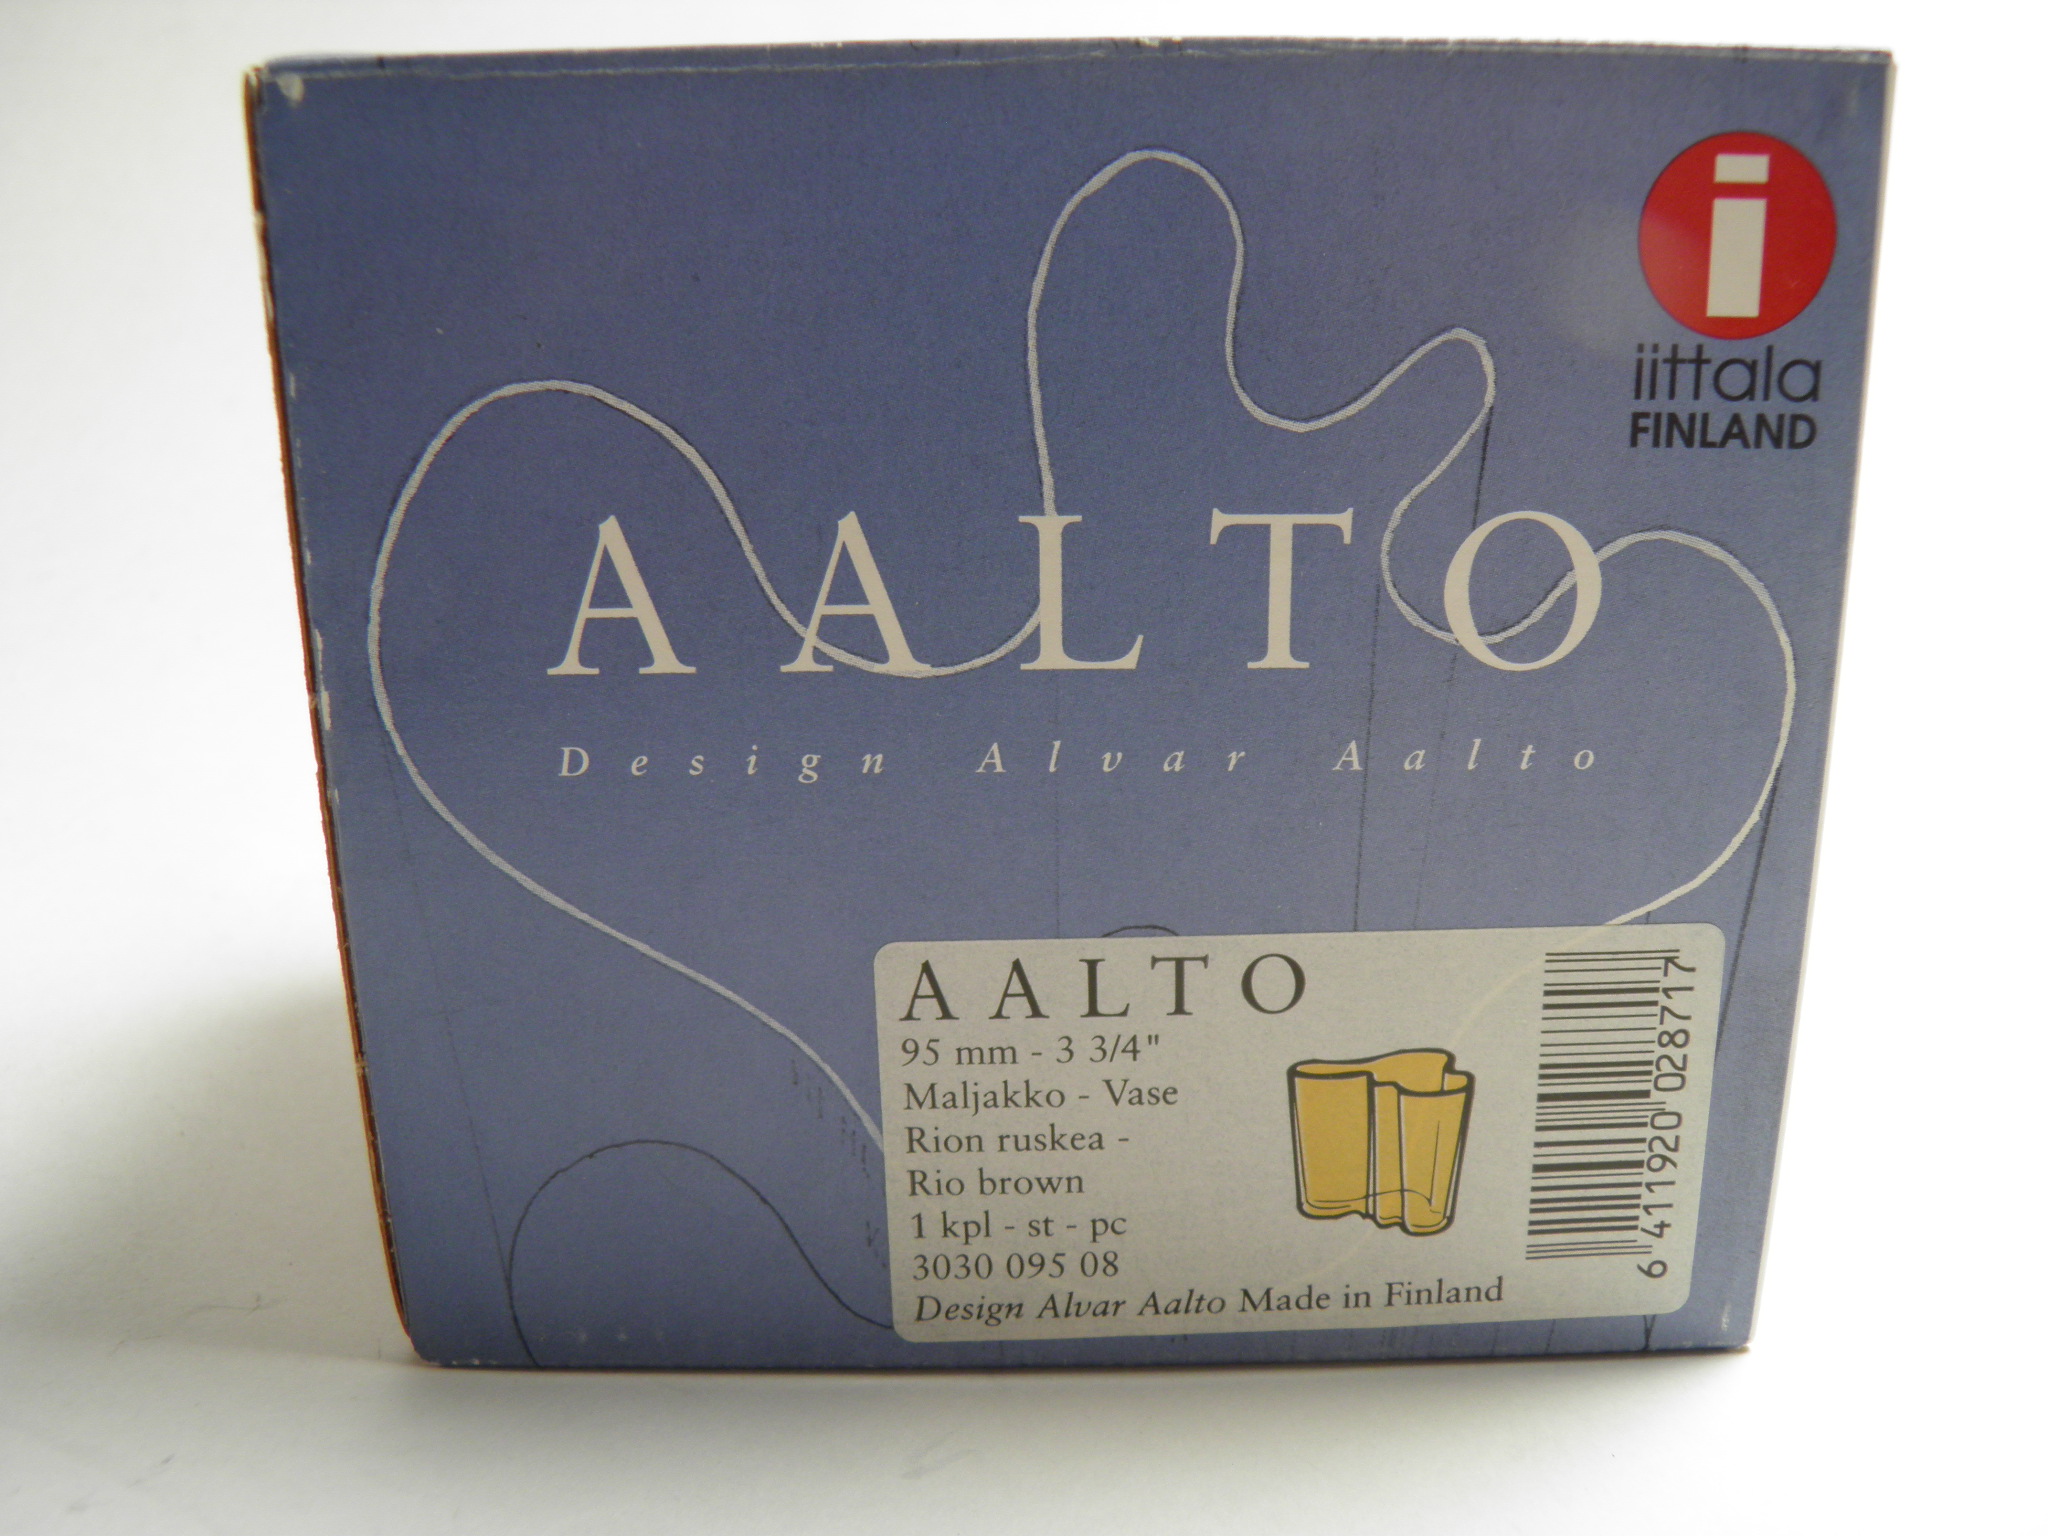 i
iittala
FINLAND
AALTO
Design Alvar Aalto
AALTO
95 mm - 3 3/4"
Maljakko - Vase
Rion ruskea -
Rio brown
1 kpl - st - pc
3030 095 08
Design Alvar Aalto Made in Finland
6 411920 028717